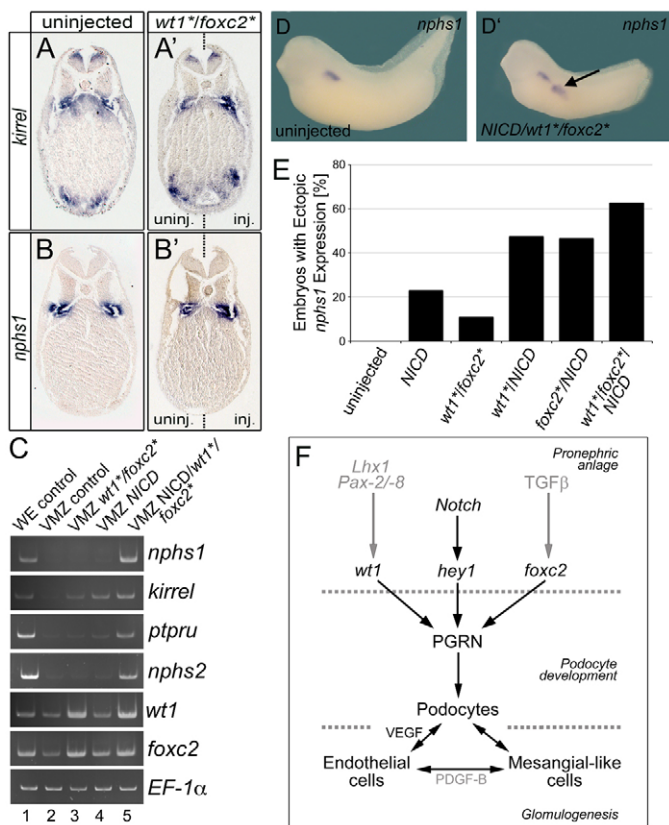 uninjected
wt1*/foxc2*
A
A'
kirrel
uninj.
inj.
B
B'
nphs1
uninj.
inj.
C
WE control
VMZ control
VMZ wt1*/foxc2*
VMZ NICD
VMZ NICD/wt1*/
foxc2*
nphs1
kirrel
ptpru
nphs2
wt1
foxc2
EF-1α
1 2 3 4 5
D
nphs1
uninjected
D'
nphs1
NICD/wt1*/foxc2*
E
Embryos with Ectopic
nphs1 Expression [%]
80
60
40
20
0
uninjected
NICD
wt1*/foxc2*
wt1*/NICD
foxc2*/NICD
wt1*/foxc2*/
NICD
F
Pronephric
anlage
Lhx1
Pax-2/-8
TGFβ
Notch
wt1
hey1
foxc2
PGRN
Podocyte
development
Podocytes
VEGF
Endothelial
cells
PDGF-B
Mesangial-like
cells
Glomulogenesis